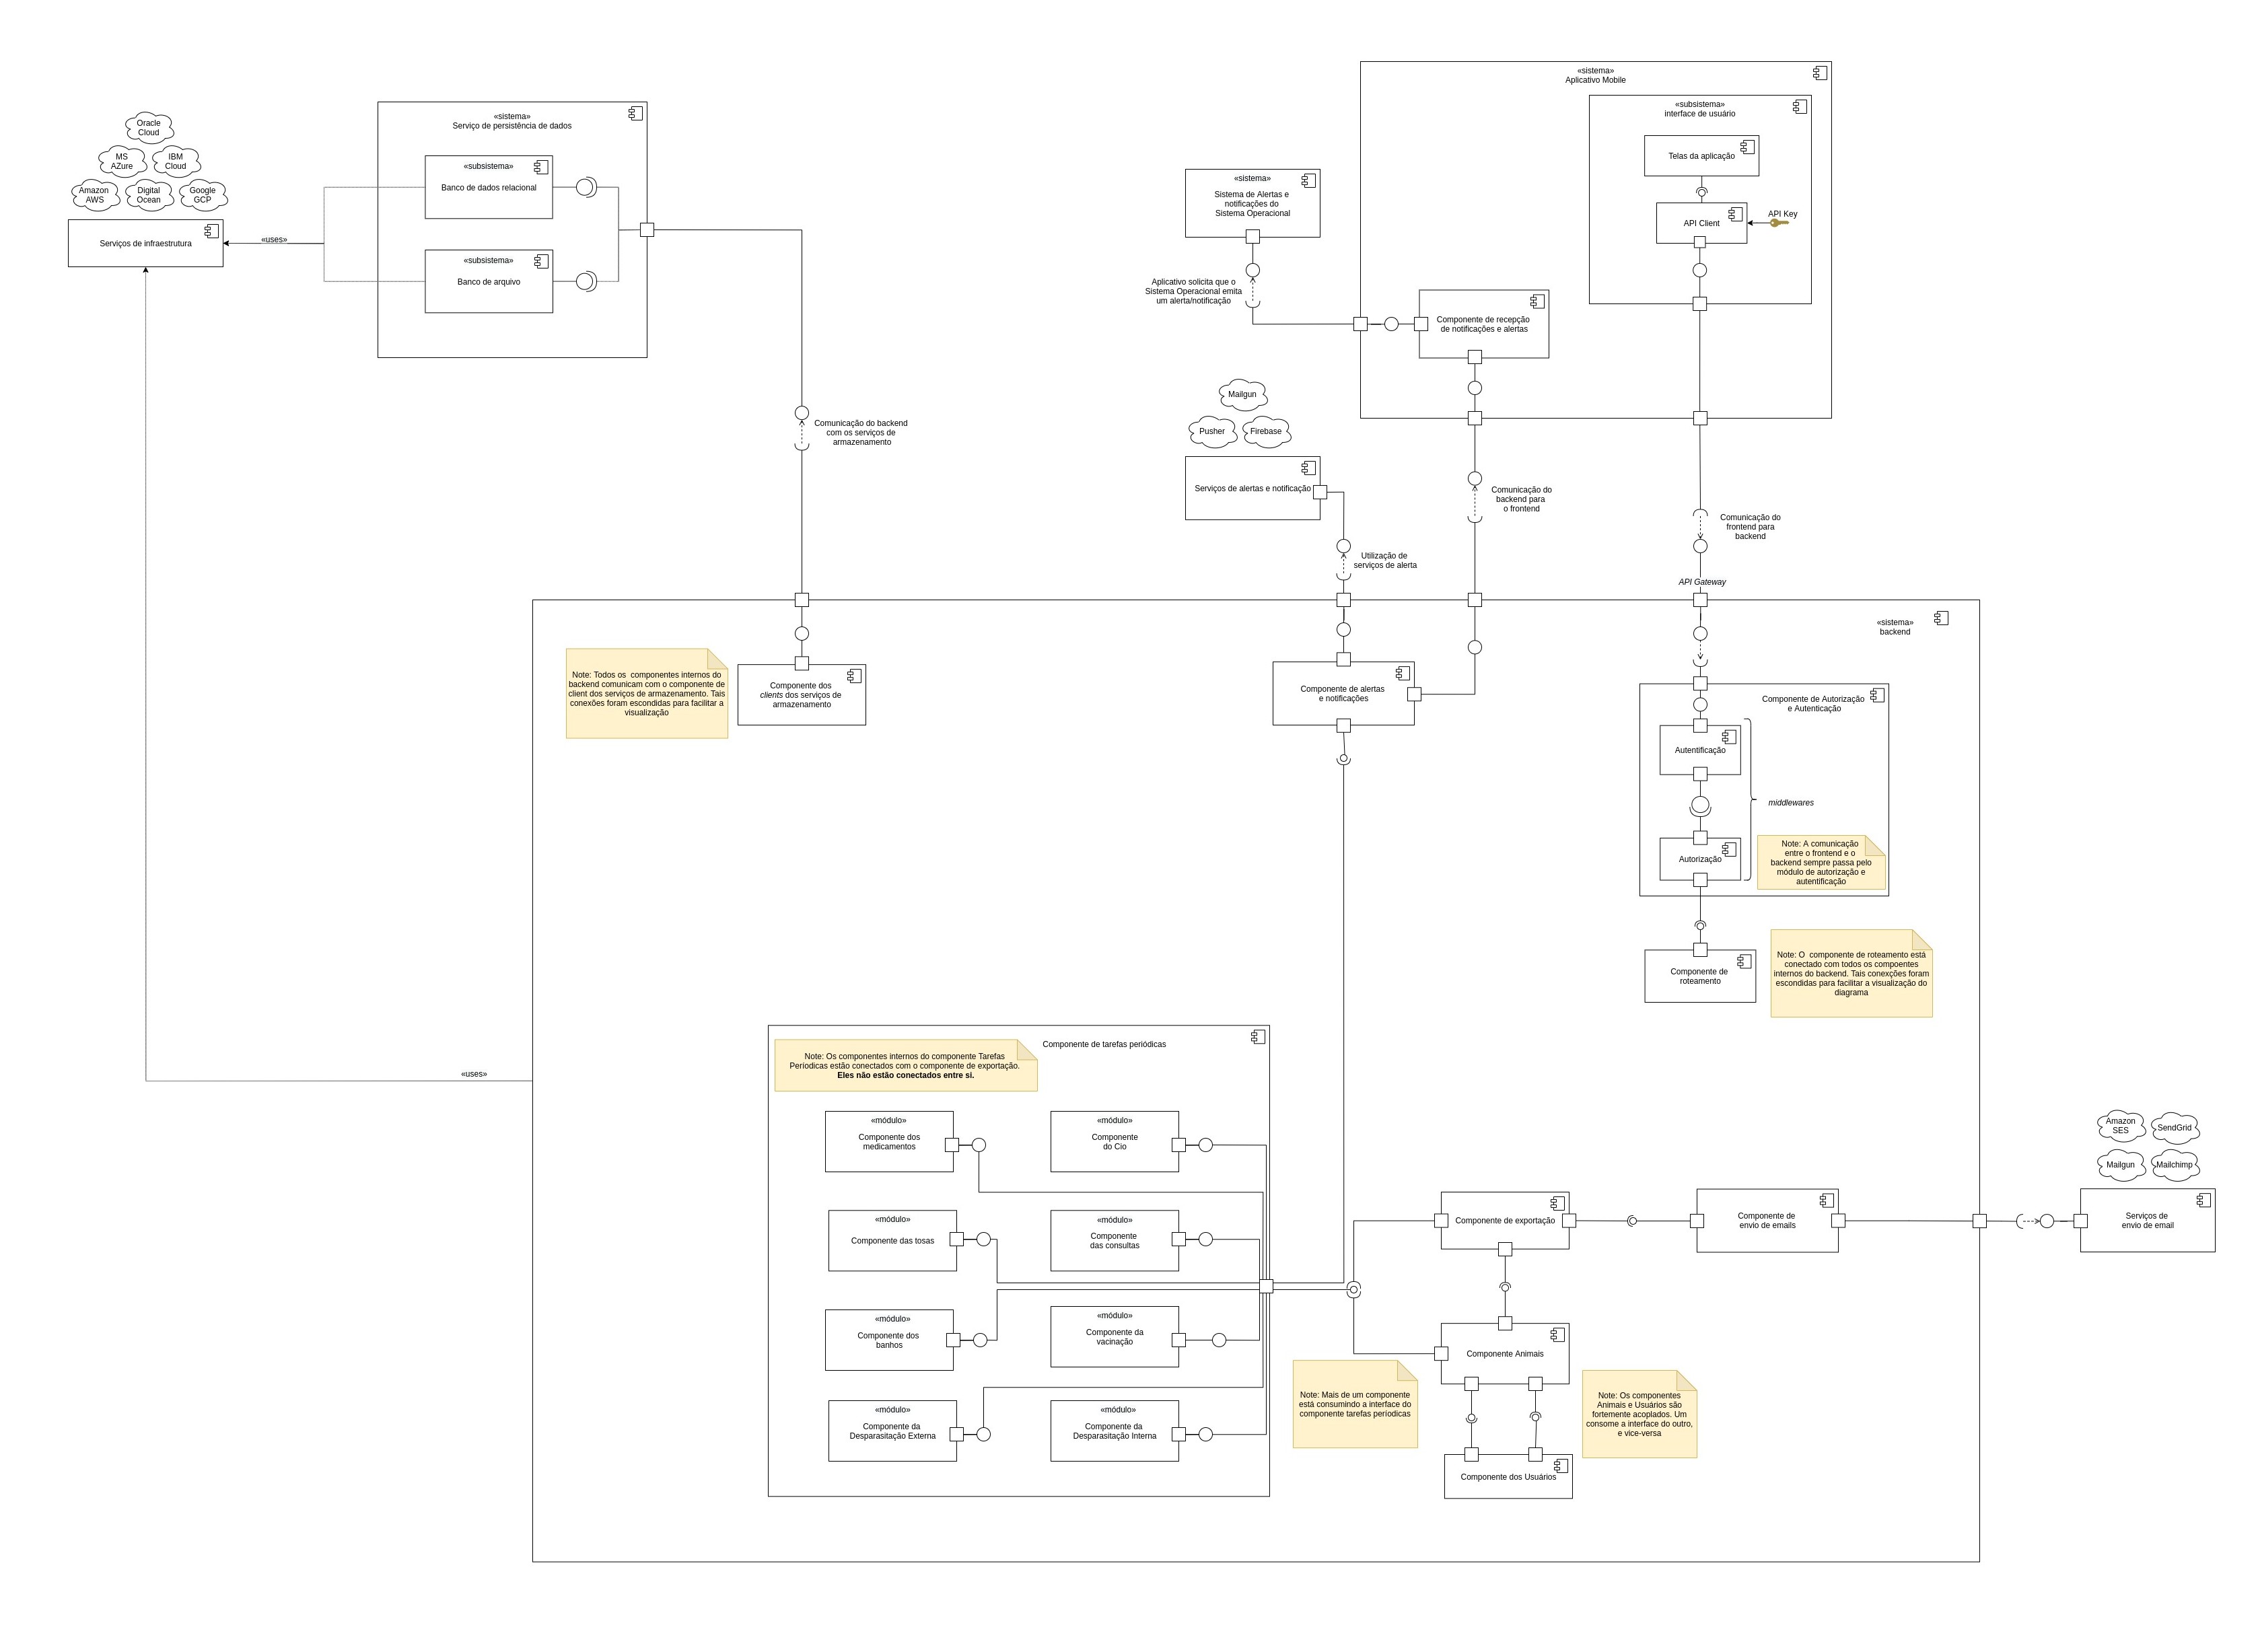 «sistema»
Aplicativo Mobile
«subsistema»
interface de usuário
Telas da aplicação
API Client
API Key
Oracle
Cloud
MS
AZure
IBM
Cloud
Amazon
AWS
Digital
Ocean
Google
GCP
Serviços de infraestrutura
«uses»
«sistema»
Serviço de persistência de dados
«subsistema»
Banco de dados relacional
«subsistema»
Banco de arquivo
«sistema»
Sistema de Alertas e
notificações do
Sistema Operacional
Aplicativo solicita que o
Sistema Operacional emita
um alerta/notificação
Componente de recepção
de notificações e alertas
Mailgun
Pusher
Firebase
Serviços de alertas e notificação
Comunicação do backend
com os serviços de
armazenamento
Comunicação do
backend para
o frontend
Comunicação do
frontend para
backend
Utilização de
serviços de alerta
API Gateway
«sistema»
backend
Note: Todos os componentes internos do
backend comunicam com o componente de
client dos serviços de armazenamento. Tais
conexões foram escondidas para facilitar a
visualização
Componente dos
clients dos serviços de
armazenamento
Componente de alertas
e notificações
Componente de Autorização
e Autenticação
Autentificação
middlewares
Autorização
Note: A comunicação
entre o frontend e o
backend sempre passa pelo
módulo de autorização e
autentificação
Componente de
roteamento
Note: O componente de roteamento está
conectado com todos os compoentes
internos do backend. Tais conexções foram
escondidas para facilitar a visualização do
diagrama
«uses»
Componente de tarefas periódicas
Note: Os componentes internos do componente Tarefas
Períodicas estão conectados com o componente de exportação.
Eles não estão conectados entre si.
«módulo»
Componente dos
medicamentos
«módulo»
Componente
do Cio
«módulo»
Componente das tosas
«módulo»
Componente
das consultas
«módulo»
Componente dos
banhos
«módulo»
Componente da
vacinação
«módulo»
Componente da
Desparasitação Externa
«módulo»
Componente da
Desparasitação Interna
Componente de exportação
Componente de
envio de emails
Amazon
SES
SendGrid
Mailgun
Mailchimp
Serviços de
envio de email
Componente Animais
Note: Mais de um componente
está consumindo a interface do
componente tarefas períodicas
Note: Os componentes
Animais e Usuários são
fortemente acoplados. Um
consome a interface do outro,
e vice-versa
Componente dos Usuários